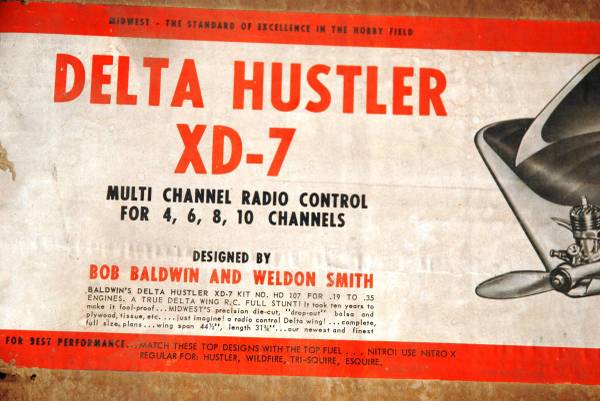 MIDWEST - THE STANDARD OF EXCELLENCE IN THE HOBBY FIELD
DELTA HUSTLER
XD-7
MULTI CHANNEL RADIO CONTROL
FOR 4, 6, 8, 10 CHANNELS
DESIGNED BY
BOB BALDWIN AND WELDON SMITH
BALDWIN'S DELTA HUSTLER XD-7 KIT NO. HD 107 FOR .19 TO .35
ENGINES. A TRUE DELTA WING R.C. FULL STUNT! It took ten years to
make it fool-proof...MIDWEST'S precision die-cut, "drop-out" balsa and
plywood, tissue, etc. ...just imagine! a radio control Delta wing! ...complete,
full size, plans...wing span 44½", length 31¾"...our newest and finest
FOR BEST PERFORMANCE...MATCH THESE TOP DESIGNS WITH THE TOP FUEL . . . NITRO! USE NITRO X
REGULAR FOR: HUSTLER, WILDFIRE, TRI-SQUIRE, ESQUIRE.